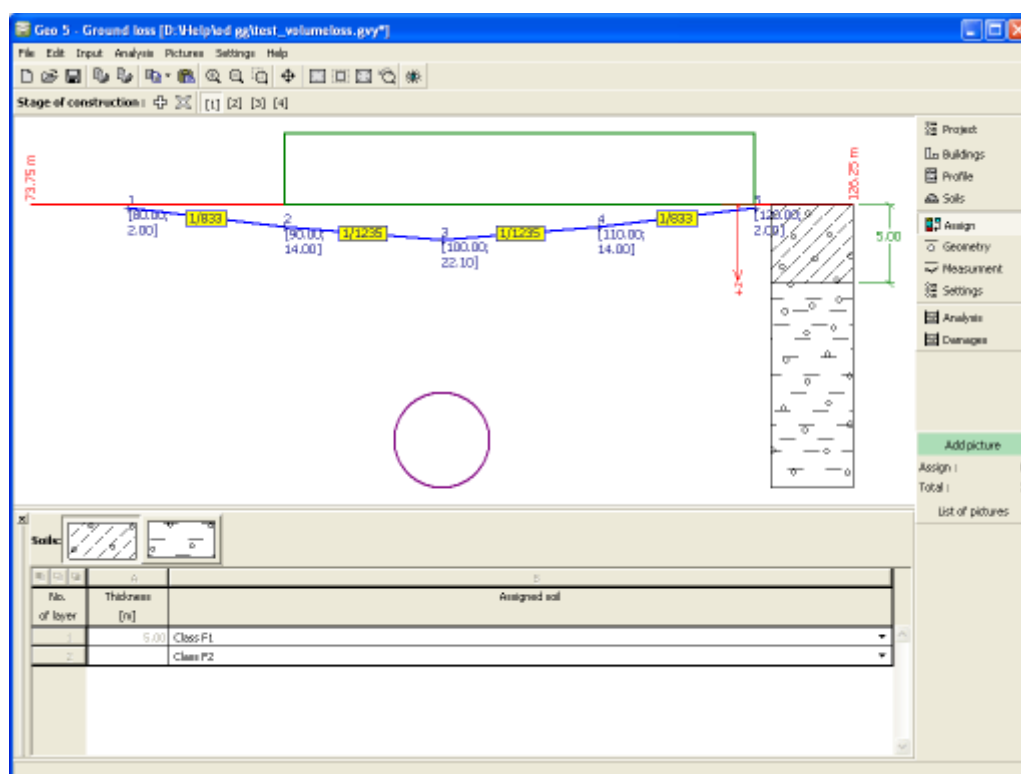 Geo 5 - Ground loss [D:\Help\od gg\test_volumeloss.gvy*]
File Edit Input Analysis Pictures Settings Help
Stage of construction: [1] [2] [3] [4]
73.75 m
126.25 m
1
[80.00;
2.00]
1/833
2
[90.00;
14.00]
1/1235
3
[100.00;
22.10]
1/1235
4
[110.00;
14.00]
1/833
5
[120.00;
2.00]
+z
5.00
Project
Buildings
Profile
Soils
Assign
Geometry
Measurment
Settings
Analysis
Damages
Add picture
Assign :
Total :
List of pictures
Soils:
A B
No. Thickness Assigned soil
of layer [m]
1 5.00 Class F1
2 Class F2